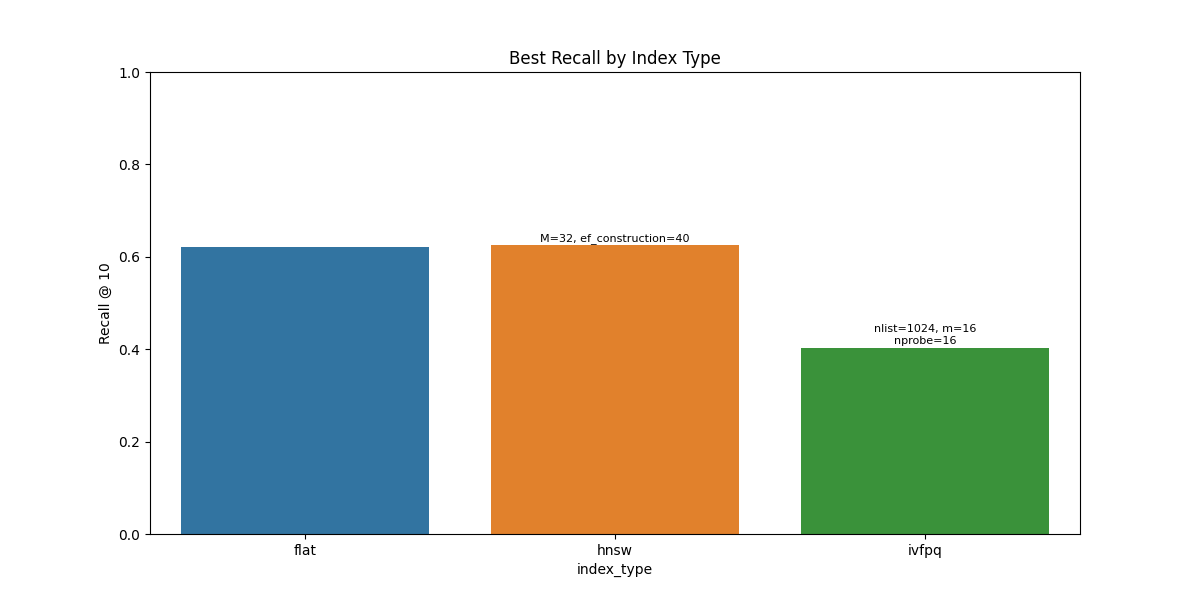 Best Recall by Index Type
1.0
0.8
0.6
0.4
0.2
0.0
Recall @ 10
M=32, ef_construction=40
nlist=1024, m=16
nprobe=16
flat
hnsw
ivfpq
index_type